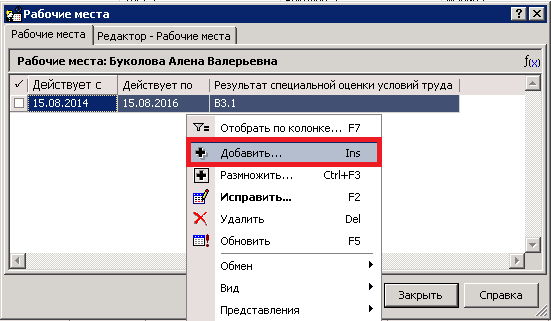 Рабочие места
Рабочие места Редактор - Рабочие места
Рабочие места: Буколова Алена Валерьевна f(x)
Действует с Действует по Результат специальной оценки условий труда
15.08.2014 15.08.2016 В3.1
Отобрать по колонке... F7
Добавить... Ins
Размножить... Ctrl+F3
Исправить... F2
Удалить Del
Обновить F5
Обмен
Вид
Представления
Закрыть Справка